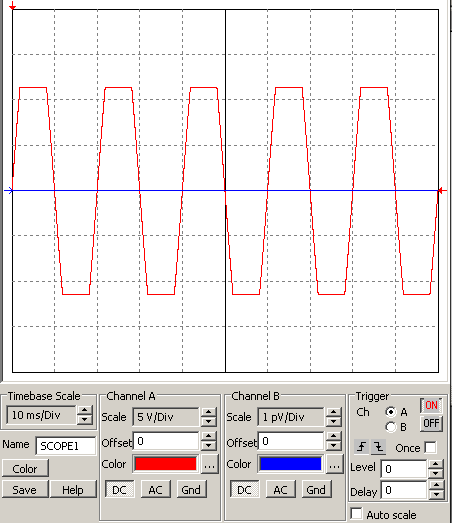 Timebase Scale
10 ms/Div
Name SCOPE1
Color
Save Help
Channel A
Scale 5 V/Div
Offset 0
Color ...
DC AC Gnd
Channel B
Scale 1 pV/Div
Offset 0
Color ...
DC AC Gnd
Trigger
Ch A ON
B OFF
Once
Level 0
Delay 0
Auto scale